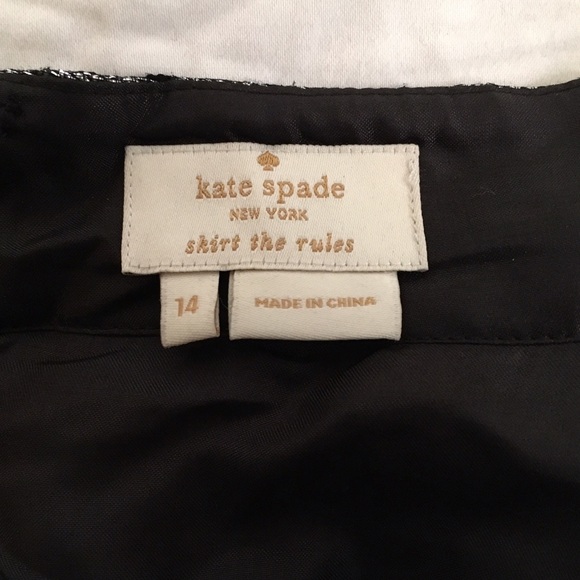 kate spade
NEW YORK
skirt the rules
14
MADE IN CHINA